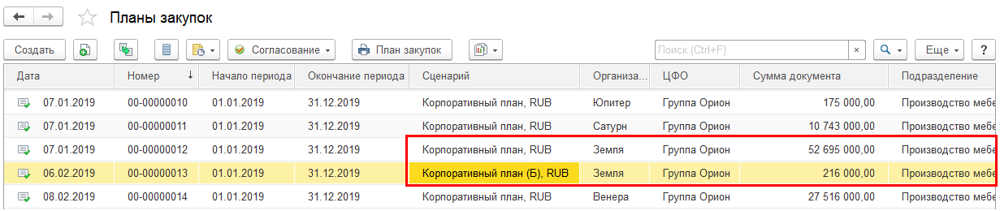 Планы закупок
Создать Согласование План закупок Поиск (Ctrl+F) × Еще ?
Дата Номер ↓ Начало периода Окончание периода Сценарий Организа... ЦФО Сумма документа Подразделение
07.01.2019 00-00000010 01.01.2019 31.12.2019 Корпоративный план, RUB Юпитер Группа Орион 175 000,00 Производство мебе
07.01.2019 00-00000011 01.01.2019 31.12.2019 Корпоративный план, RUB Сатурн Группа Орион 10 743 000,00 Производство мебе
07.01.2019 00-00000012 01.01.2019 31.12.2019 Корпоративный план, RUB Земля Группа Орион 52 695 000,00 Производство мебе
06.02.2019 00-00000013 01.01.2019 31.12.2019 Корпоративный план (Б), RUB Земля Группа Орион 216 000,00 Производство мебе
08.02.2019 00-00000014 01.01.2019 31.12.2019 Корпоративный план, RUB Венера Группа Орион 27 516 000,00 Производство мебе